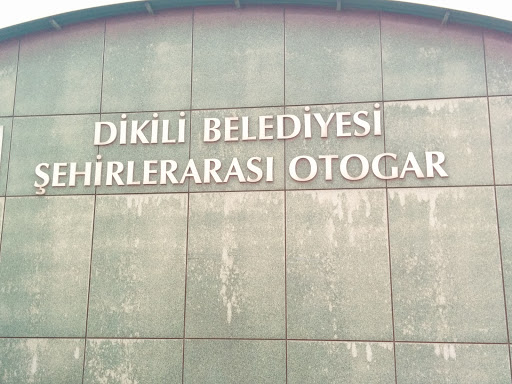 DİKİLİ BELEDİYESİ
ŞEHİRLERARASI OTOGAR